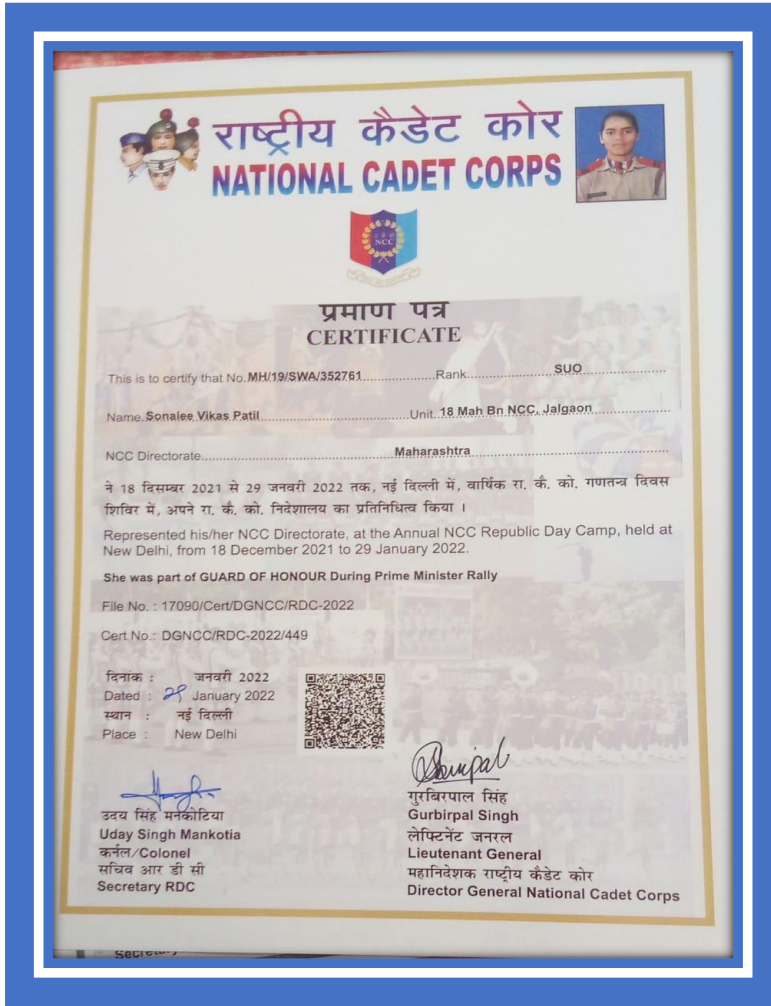 राष्ट्रीय कैडेट कोर
NATIONAL CADET CORPS
NCC
प्रमाण पत्र
CERTIFICATE
This is to certify that No. MH/19/SWA/352761 Rank SUO
Name Sonalee Vikas Patil Unit 18 Mah Bn NCC, Jalgaon
NCC Directorate Maharashtra
ने 18 दिसम्बर 2021 से 29 जनवरी 2022 तक, नई दिल्ली में, वार्षिक रा. कै. को. गणतन्त्र दिवस
शिविर में, अपने रा. कै. को. निदेशालय का प्रतिनिधित्व किया ।
Represented his/her NCC Directorate, at the Annual NCC Republic Day Camp, held at
New Delhi, from 18 December 2021 to 29 January 2022.
She was part of GUARD OF HONOUR During Prime Minister Rally
File No. : 17090/Cert/DGNCC/RDC-2022
Cert No.: DGNCC/RDC-2022/449
दिनांक : जनवरी 2022
Dated : January 2022
स्थान : नई दिल्ली
Place : New Delhi
उदय सिंह मनकोटिया
Uday Singh Mankotia
कर्नल/Colonel
सचिव आर डी सी
Secretary RDC
गुरबिरपाल सिंह
Gurbirpal Singh
लेफ्टिनेंट जनरल
Lieutenant General
महानिदेशक राष्ट्रीय कैडेट कोर
Director General National Cadet Corps